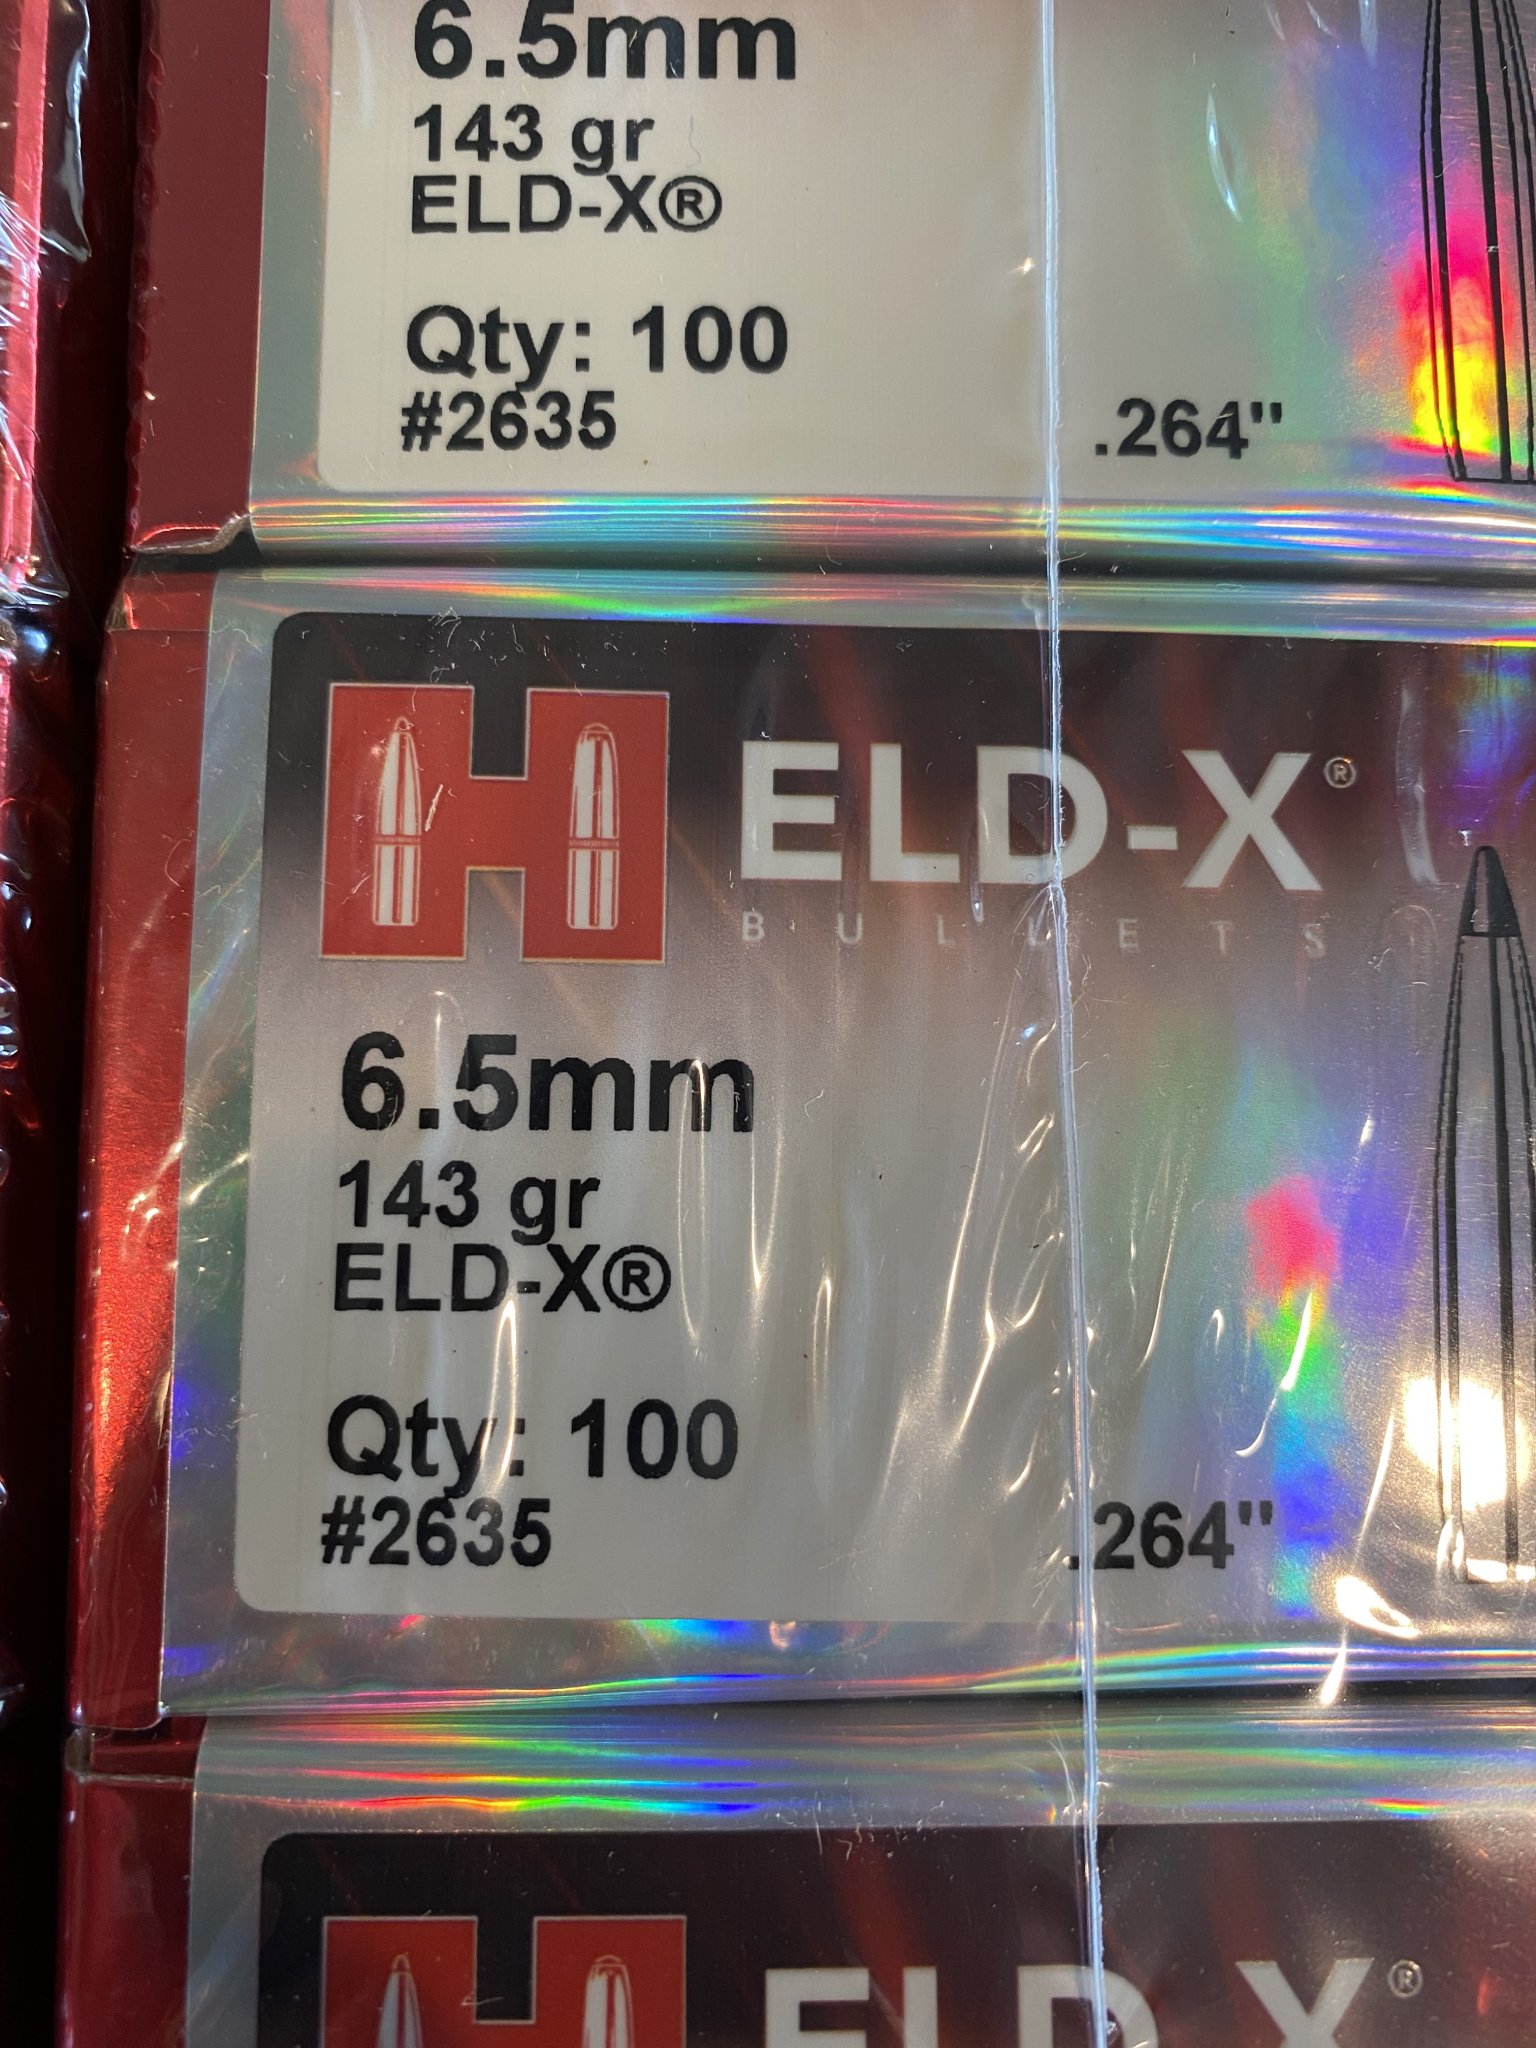 6.5mm
143 gr
ELD-X®
Qty: 100
#2635
.264"
H
ELD-X®
BULLETS
6.5mm
143 gr
ELD-X®
Qty: 100
#2635
.264"
H
ELD-X®